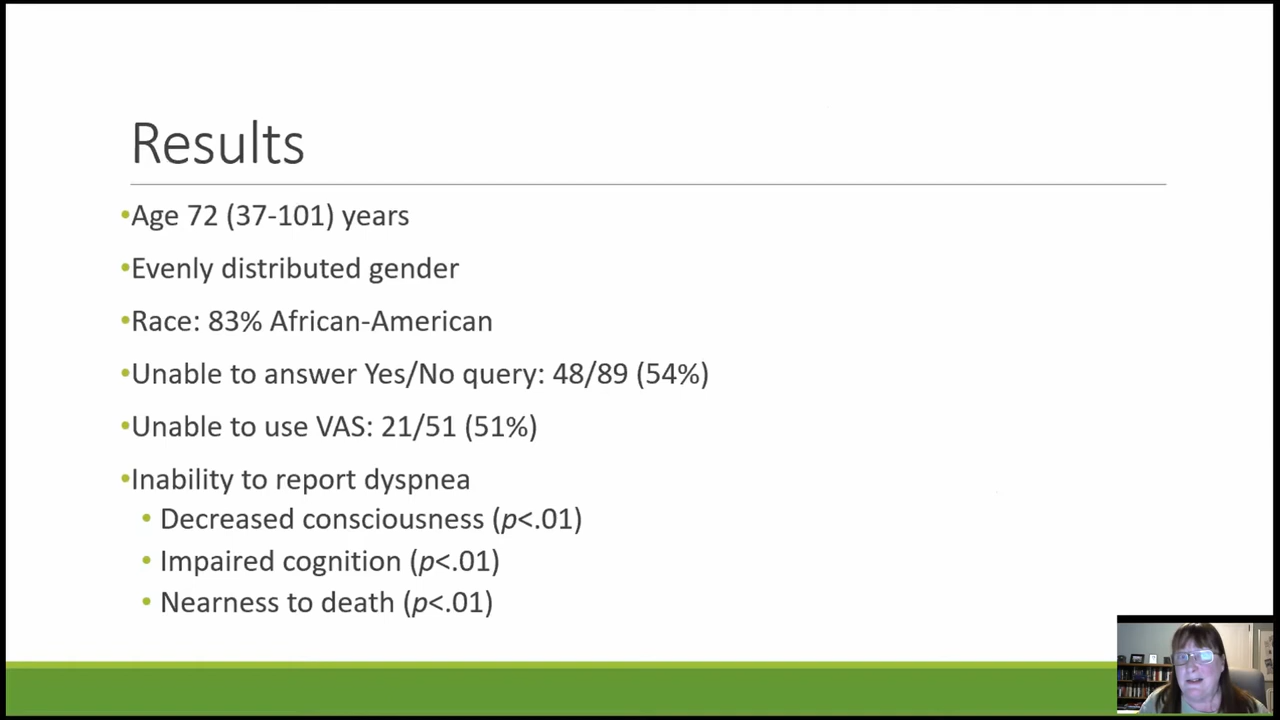 Results
•Age 72 (37-101) years
•Evenly distributed gender
•Race: 83% African-American
•Unable to answer Yes/No query: 48/89 (54%)
•Unable to use VAS: 21/51 (51%)
•Inability to report dyspnea
• Decreased consciousness (p<.01)
• Impaired cognition (p<.01)
• Nearness to death (p<.01)